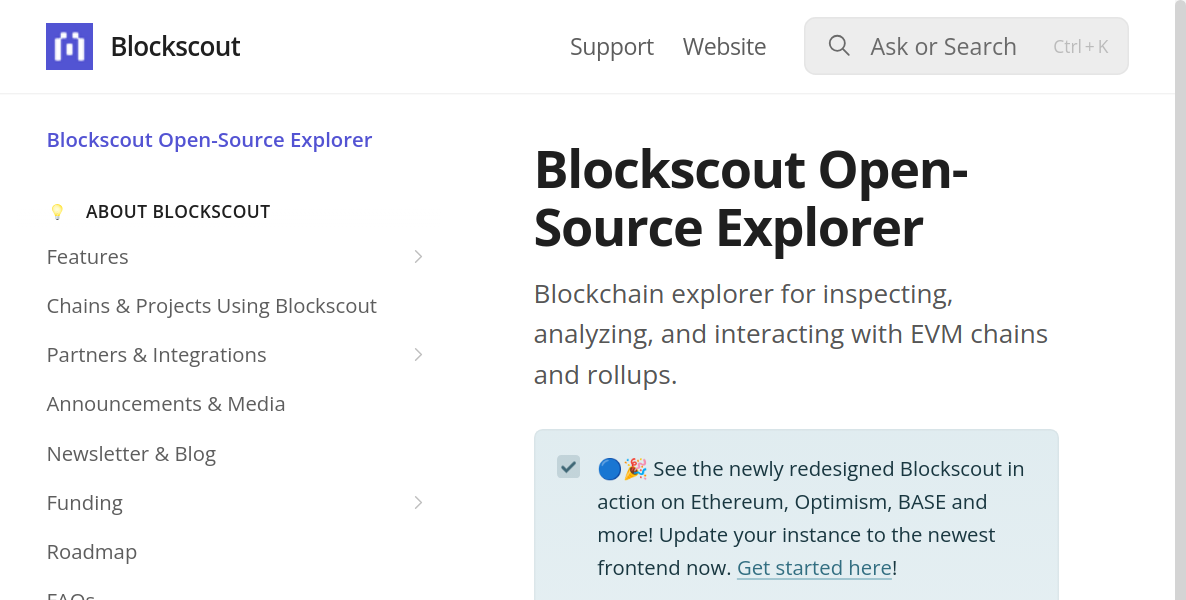 Blockscout
Support
Website
Ask or Search
Ctrl+K
Blockscout Open-Source Explorer
ABOUT BLOCKSCOUT
Features
Chains & Projects Using Blockscout
Partners & Integrations
Announcements & Media
Newsletter & Blog
Funding
Roadmap
FAQs
Blockscout Open-
Source Explorer
Blockchain explorer for inspecting,
analyzing, and interacting with EVM chains
and rollups.
🔵🎉 See the newly redesigned Blockscout in
action on Ethereum, Optimism, BASE and
more! Update your instance to the newest
frontend now. Get started here!